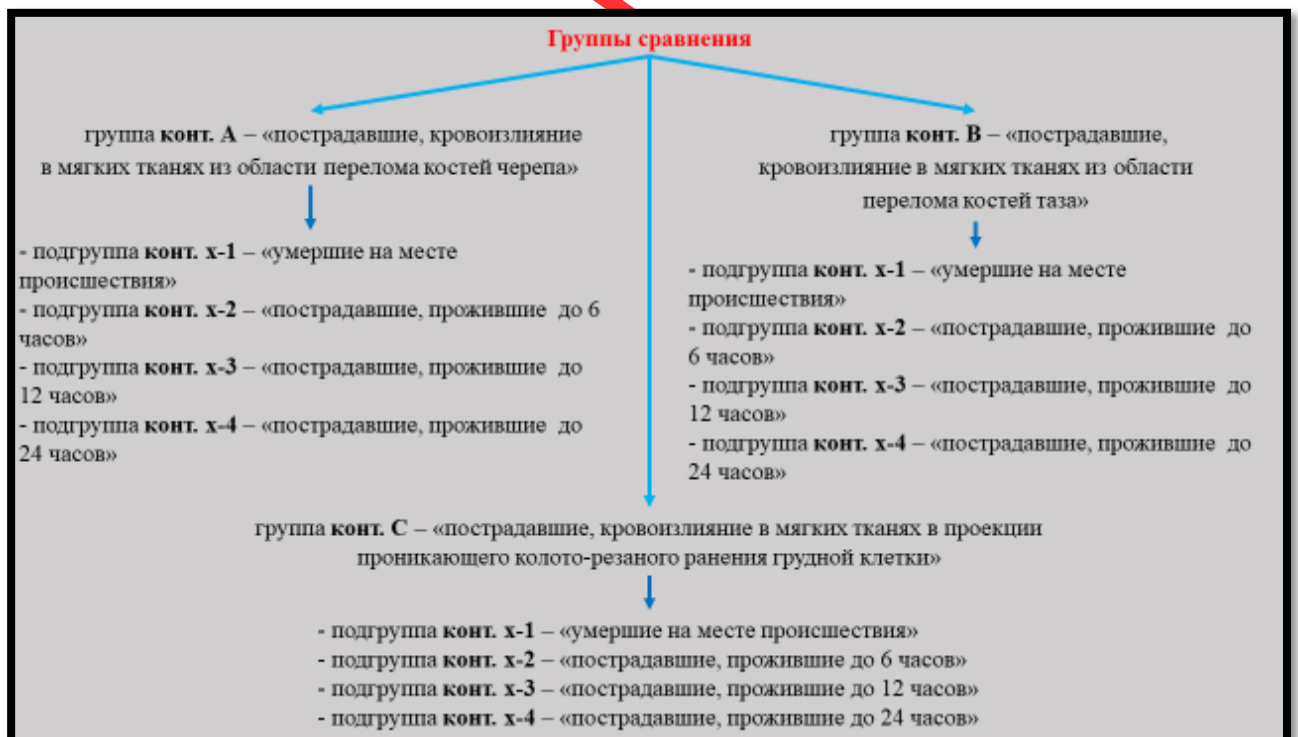 Группы сравнения
группа конт. А – «пострадавшие, кровоизлияние
в мягких тканях из области перелома костей черепа»
- подгруппа конт. х-1 – «умершие на месте
происшествия»
- подгруппа конт. х-2 – «пострадавшие, прожившие до 6
часов»
- подгруппа конт. х-3 – «пострадавшие, прожившие до
12 часов»
- подгруппа конт. х-4 – «пострадавшие, прожившие до
24 часов»
группа конт. В – «пострадавшие,
кровоизлияние в мягких тканях из области
перелома костей таза»
- подгруппа конт. х-1 – «умершие на месте
происшествия»
- подгруппа конт. х-2 – «пострадавшие, прожившие до
6 часов»
- подгруппа конт. х-3 – «пострадавшие, прожившие до
12 часов»
- подгруппа конт. х-4 – «пострадавшие, прожившие до
24 часов»
группа конт. С – «пострадавшие, кровоизлияние в мягких тканях в проекции
проникающего колото-резаного ранения грудной клетки»
- подгруппа конт. х-1 – «умершие на месте происшествия»
- подгруппа конт. х-2 – «пострадавшие, прожившие до 6 часов»
- подгруппа конт. х-3 – «пострадавшие, прожившие до 12 часов»
- подгруппа конт. х-4 – «пострадавшие, прожившие до 24 часов»